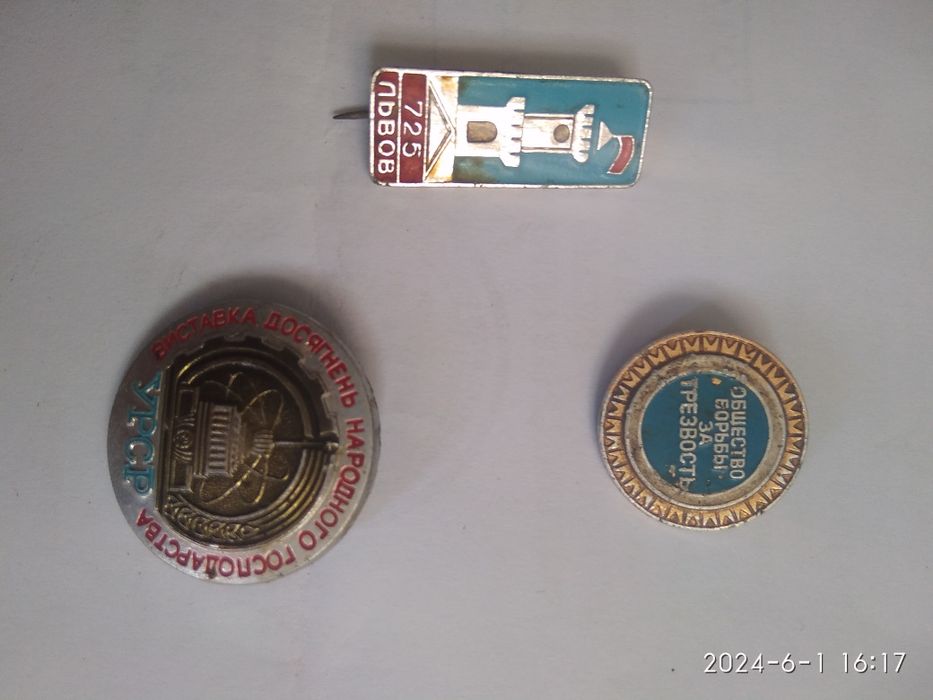 725
ЛЬВОВ
ВИСТАВКА ДОСЯГНЕНЬ НАРОДНОГО ГОСПОДАРСТВА
УРСР
ОБЩЕСТВО
БОРЬБЫ
ЗА
ТРЕЗВОСТЬ
2024-6-1 16:17